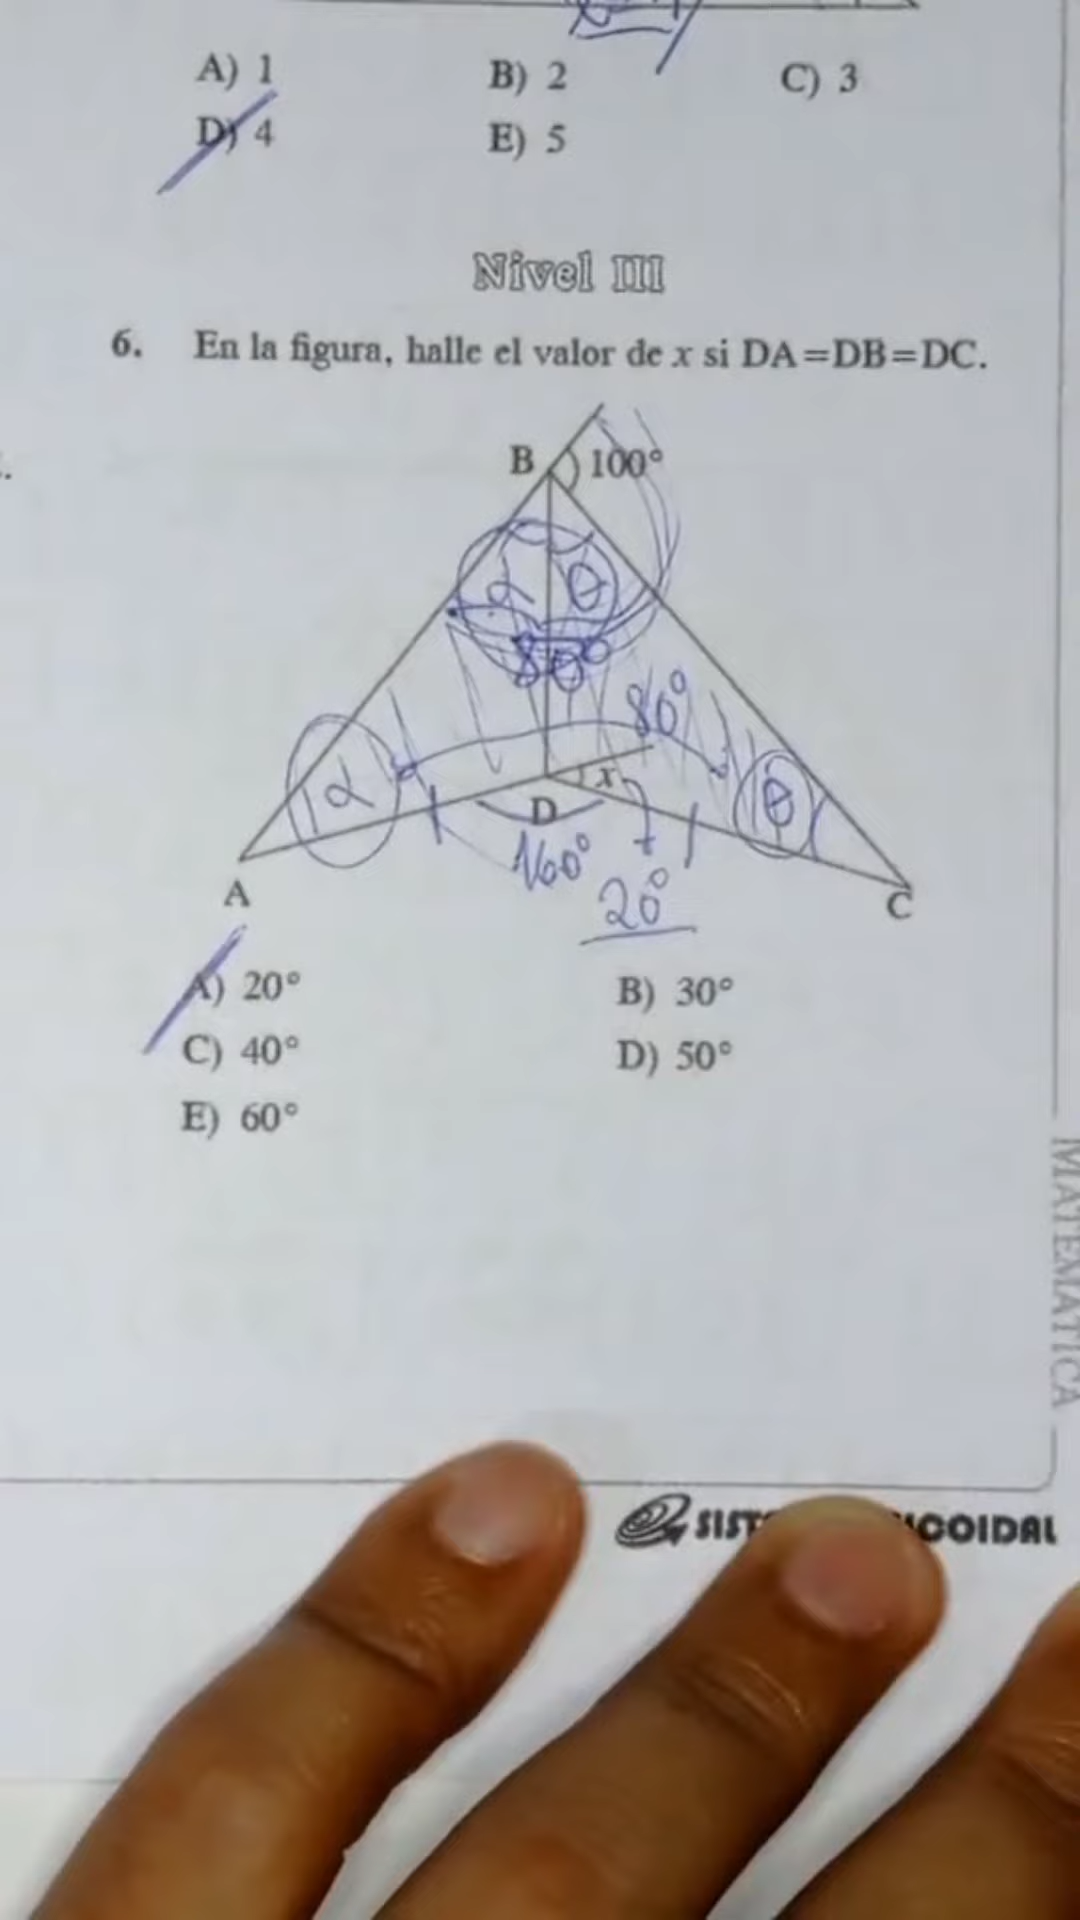 A) 1 B) 2 C) 3
D) 4 E) 5
Nivel III
6. En la figura, halle el valor de x si DA=DB=DC.
B 100°
α θ
80°
80°
α x θ
D
160°
20°
A C
A) 20° B) 30°
C) 40° D) 50°
E) 60°
MATEMÁTICA
COIDAL